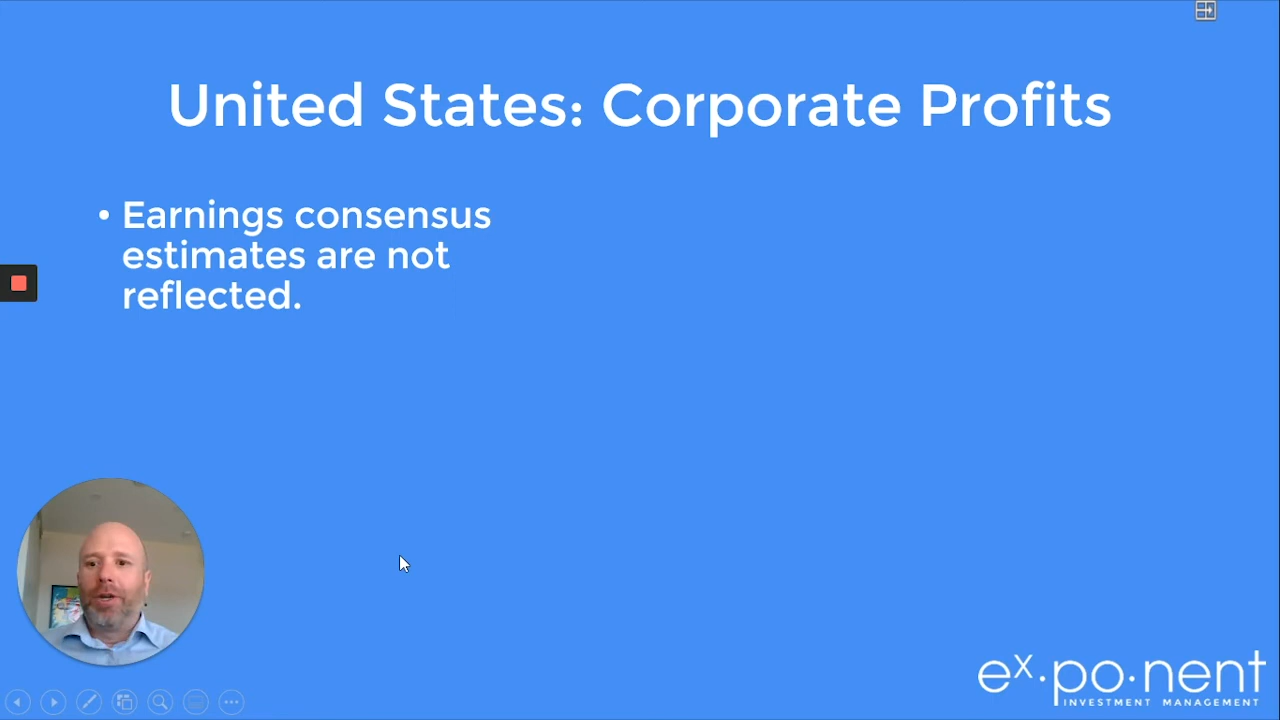 United States: Corporate Profits
• Earnings consensus
estimates are not
reflected.
ex·po·nent
INVESTMENT MANAGEMENT